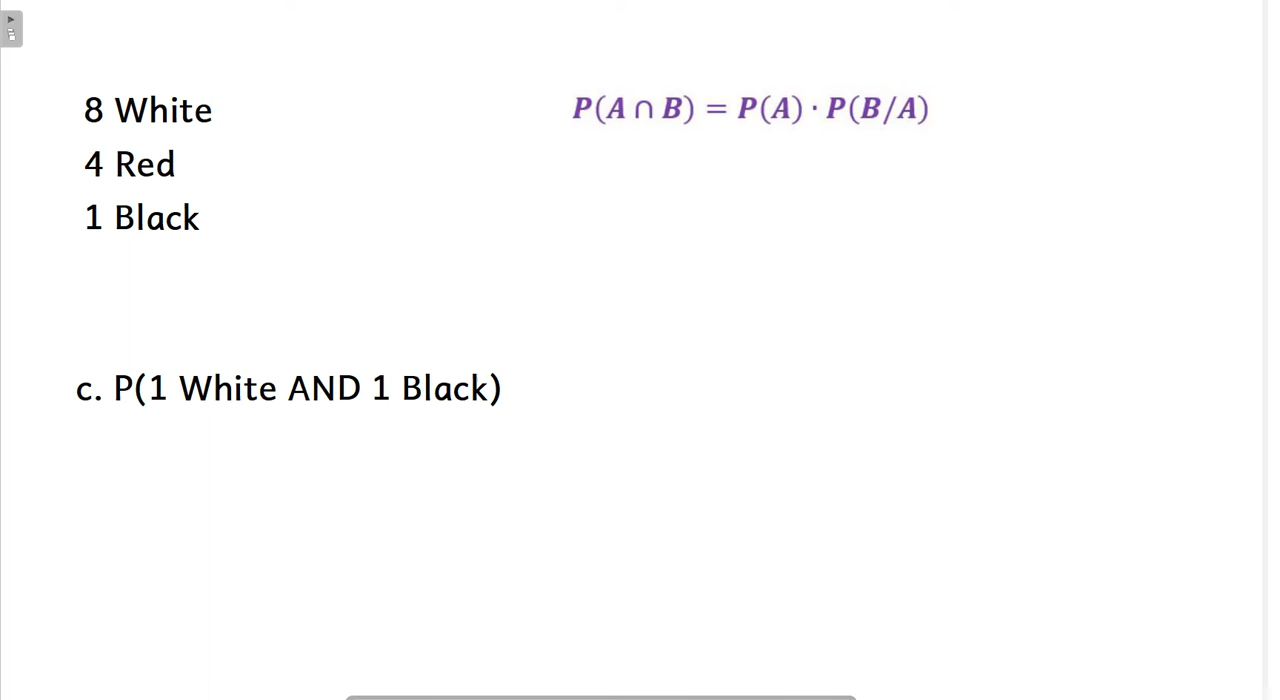 8 White
P(A ∩ B) = P(A) · P(B/A)
4 Red
1 Black
c. P(1 White AND 1 Black)